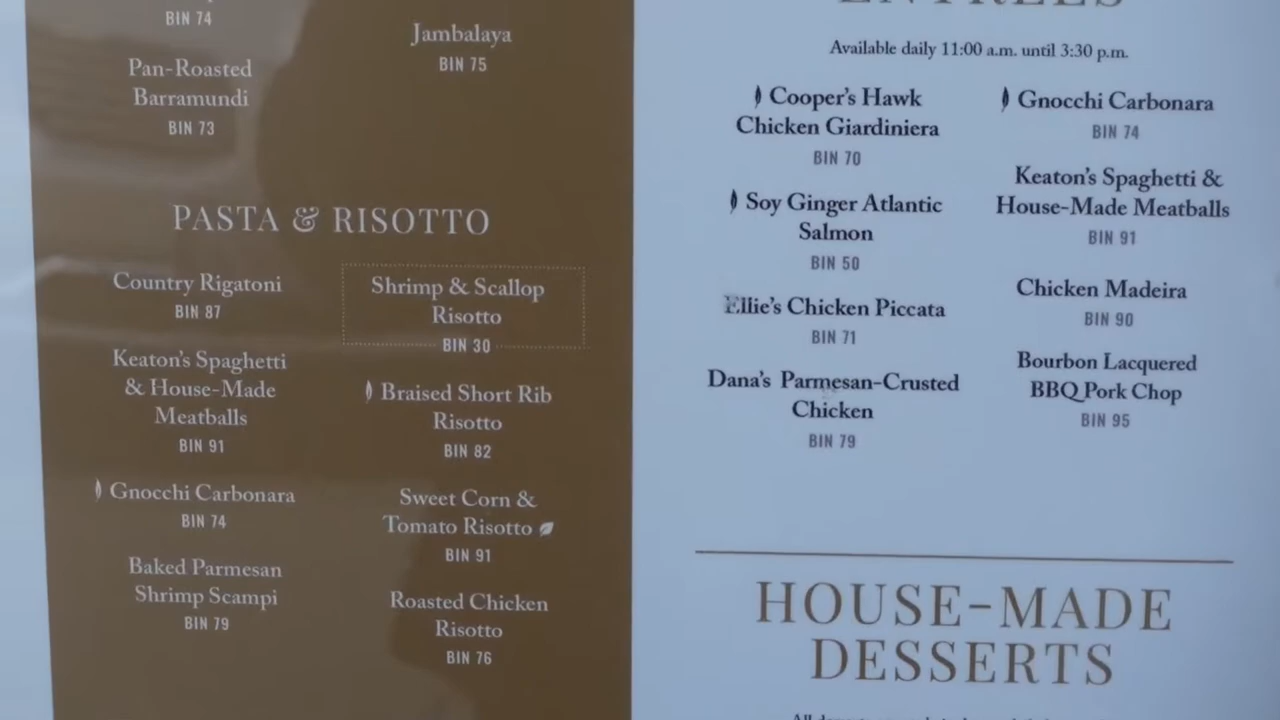 BIN 74
Pan-Roasted
Barramundi
BIN 73
Jambalaya
BIN 75
PASTA & RISOTTO
Country Rigatoni
BIN 87
Keaton's Spaghetti
& House-Made
Meatballs
BIN 91
Gnocchi Carbonara
BIN 74
Baked Parmesan
Shrimp Scampi
BIN 79
Shrimp & Scallop
Risotto
BIN 30
Braised Short Rib
Risotto
BIN 82
Sweet Corn &
Tomato Risotto
BIN 91
Roasted Chicken
Risotto
BIN 76
ENTRÉES
Available daily 11:00 a.m. until 3:30 p.m.
Cooper's Hawk
Chicken Giardiniera
BIN 70
Soy Ginger Atlantic
Salmon
BIN 50
Ellie's Chicken Piccata
BIN 71
Dana's Parmesan-Crusted
Chicken
BIN 79
Gnocchi Carbonara
BIN 74
Keaton's Spaghetti &
House-Made Meatballs
BIN 91
Chicken Madeira
BIN 90
Bourbon Lacquered
BBQ Pork Chop
BIN 95
HOUSE-MADE
DESSERTS